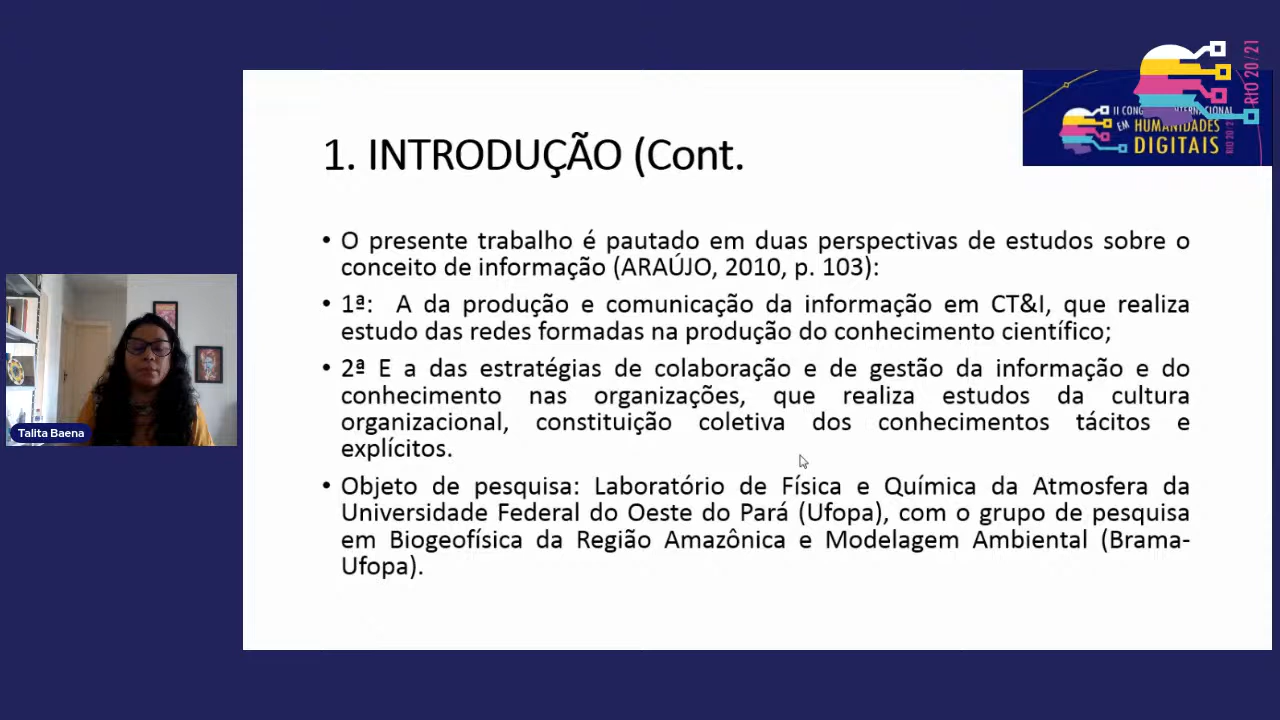 RIO 20/21
II CONG
EM HUMANIDADES
DIGITAIS
1. INTRODUÇÃO (Cont.
• O presente trabalho é pautado em duas perspectivas de estudos sobre o
conceito de informação (ARAÚJO, 2010, p. 103):
• 1ª: A da produção e comunicação da informação em CT&I, que realiza
estudo das redes formadas na produção do conhecimento científico;
• 2ª E a das estratégias de colaboração e de gestão da informação e do
conhecimento nas organizações, que realiza estudos da cultura
organizacional, constituição coletiva dos conhecimentos tácitos e
explícitos.
• Objeto de pesquisa: Laboratório de Física e Química da Atmosfera da
Universidade Federal do Oeste do Pará (Ufopa), com o grupo de pesquisa
em Biogeofísica da Região Amazônica e Modelagem Ambiental (Brama-
Ufopa).
Talita Baena